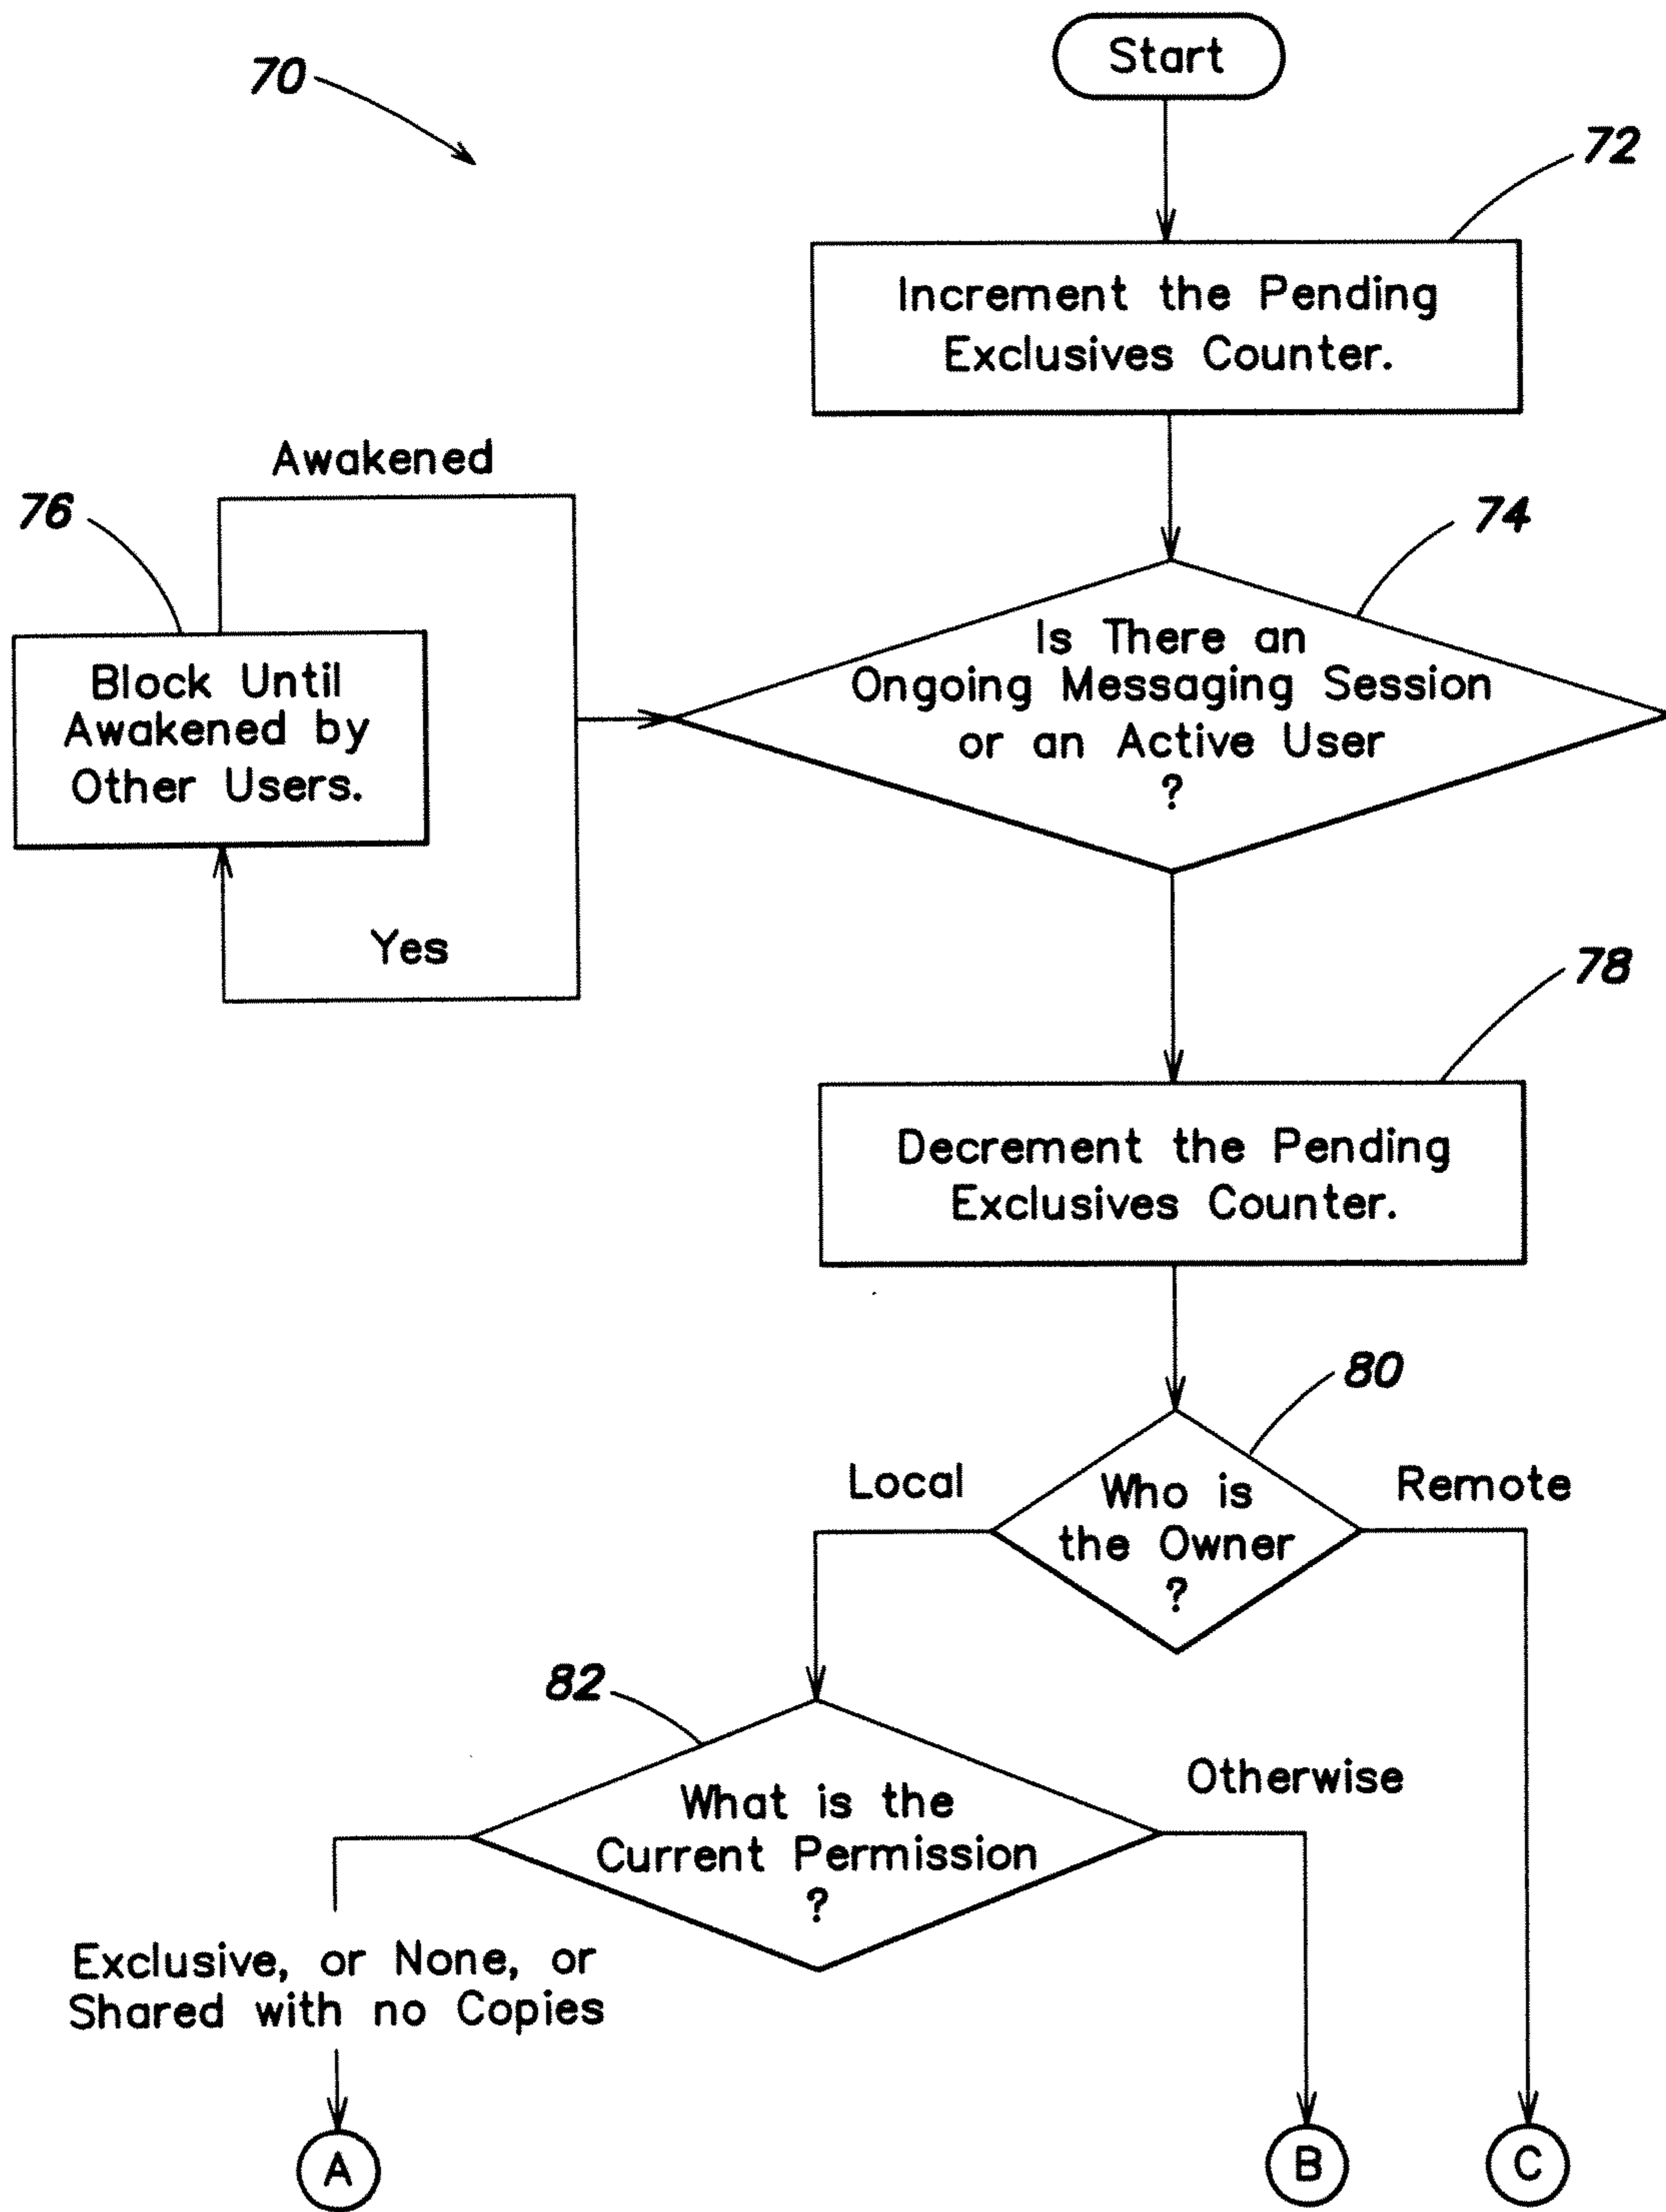 70
Start
72
Increment the Pending
Exclusives Counter.
Awakened
76
74
Block Until
Awakened by
Other Users.
Is There an
Ongoing Messaging Session
or an Active User
?
Yes
78
Decrement the Pending
Exclusives Counter.
80
Local
Who is
the Owner
?
Remote
82
What is the
Current Permission
?
Otherwise
Exclusive, or None, or
Shared with no Copies
A
B
C